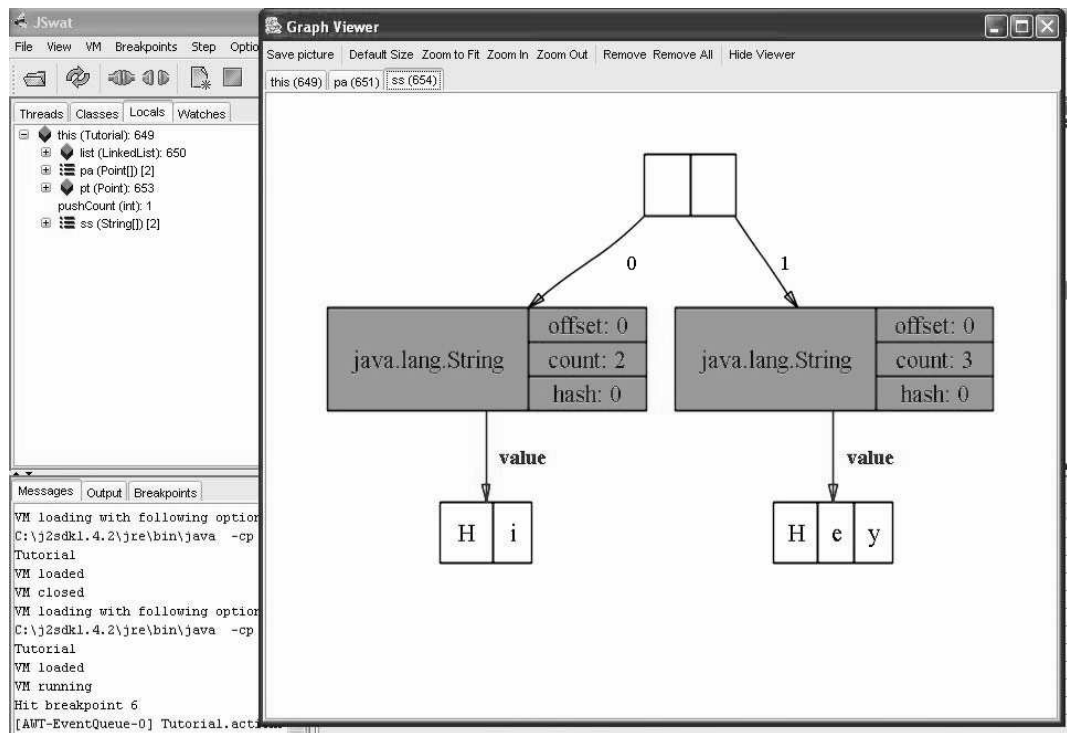 JSwat
File View VM Breakpoints Step Optio
Threads Classes Locals Watches
this (Tutorial): 649
list (LinkedList): 650
pa (Point[]) [2]
pt (Point): 653
pushCount (int): 1
ss (String[]) [2]
Messages Output Breakpoints
VM loading with following option
C:\j2sdk1.4.2\jre\bin\java -cp
Tutorial
VM loaded
VM closed
VM loading with following option
C:\j2sdk1.4.2\jre\bin\java -cp
Tutorial
VM loaded
VM running
Hit breakpoint 6
[AWT-EventQueue-0] Tutorial.action
Graph Viewer
Save picture Default Size Zoom to Fit Zoom In Zoom Out Remove Remove All Hide Viewer
this (649) pa (651) ss (654)
0
1
java.lang.String
offset: 0
count: 2
hash: 0
java.lang.String
offset: 0
count: 3
hash: 0
value
value
H i
H e y